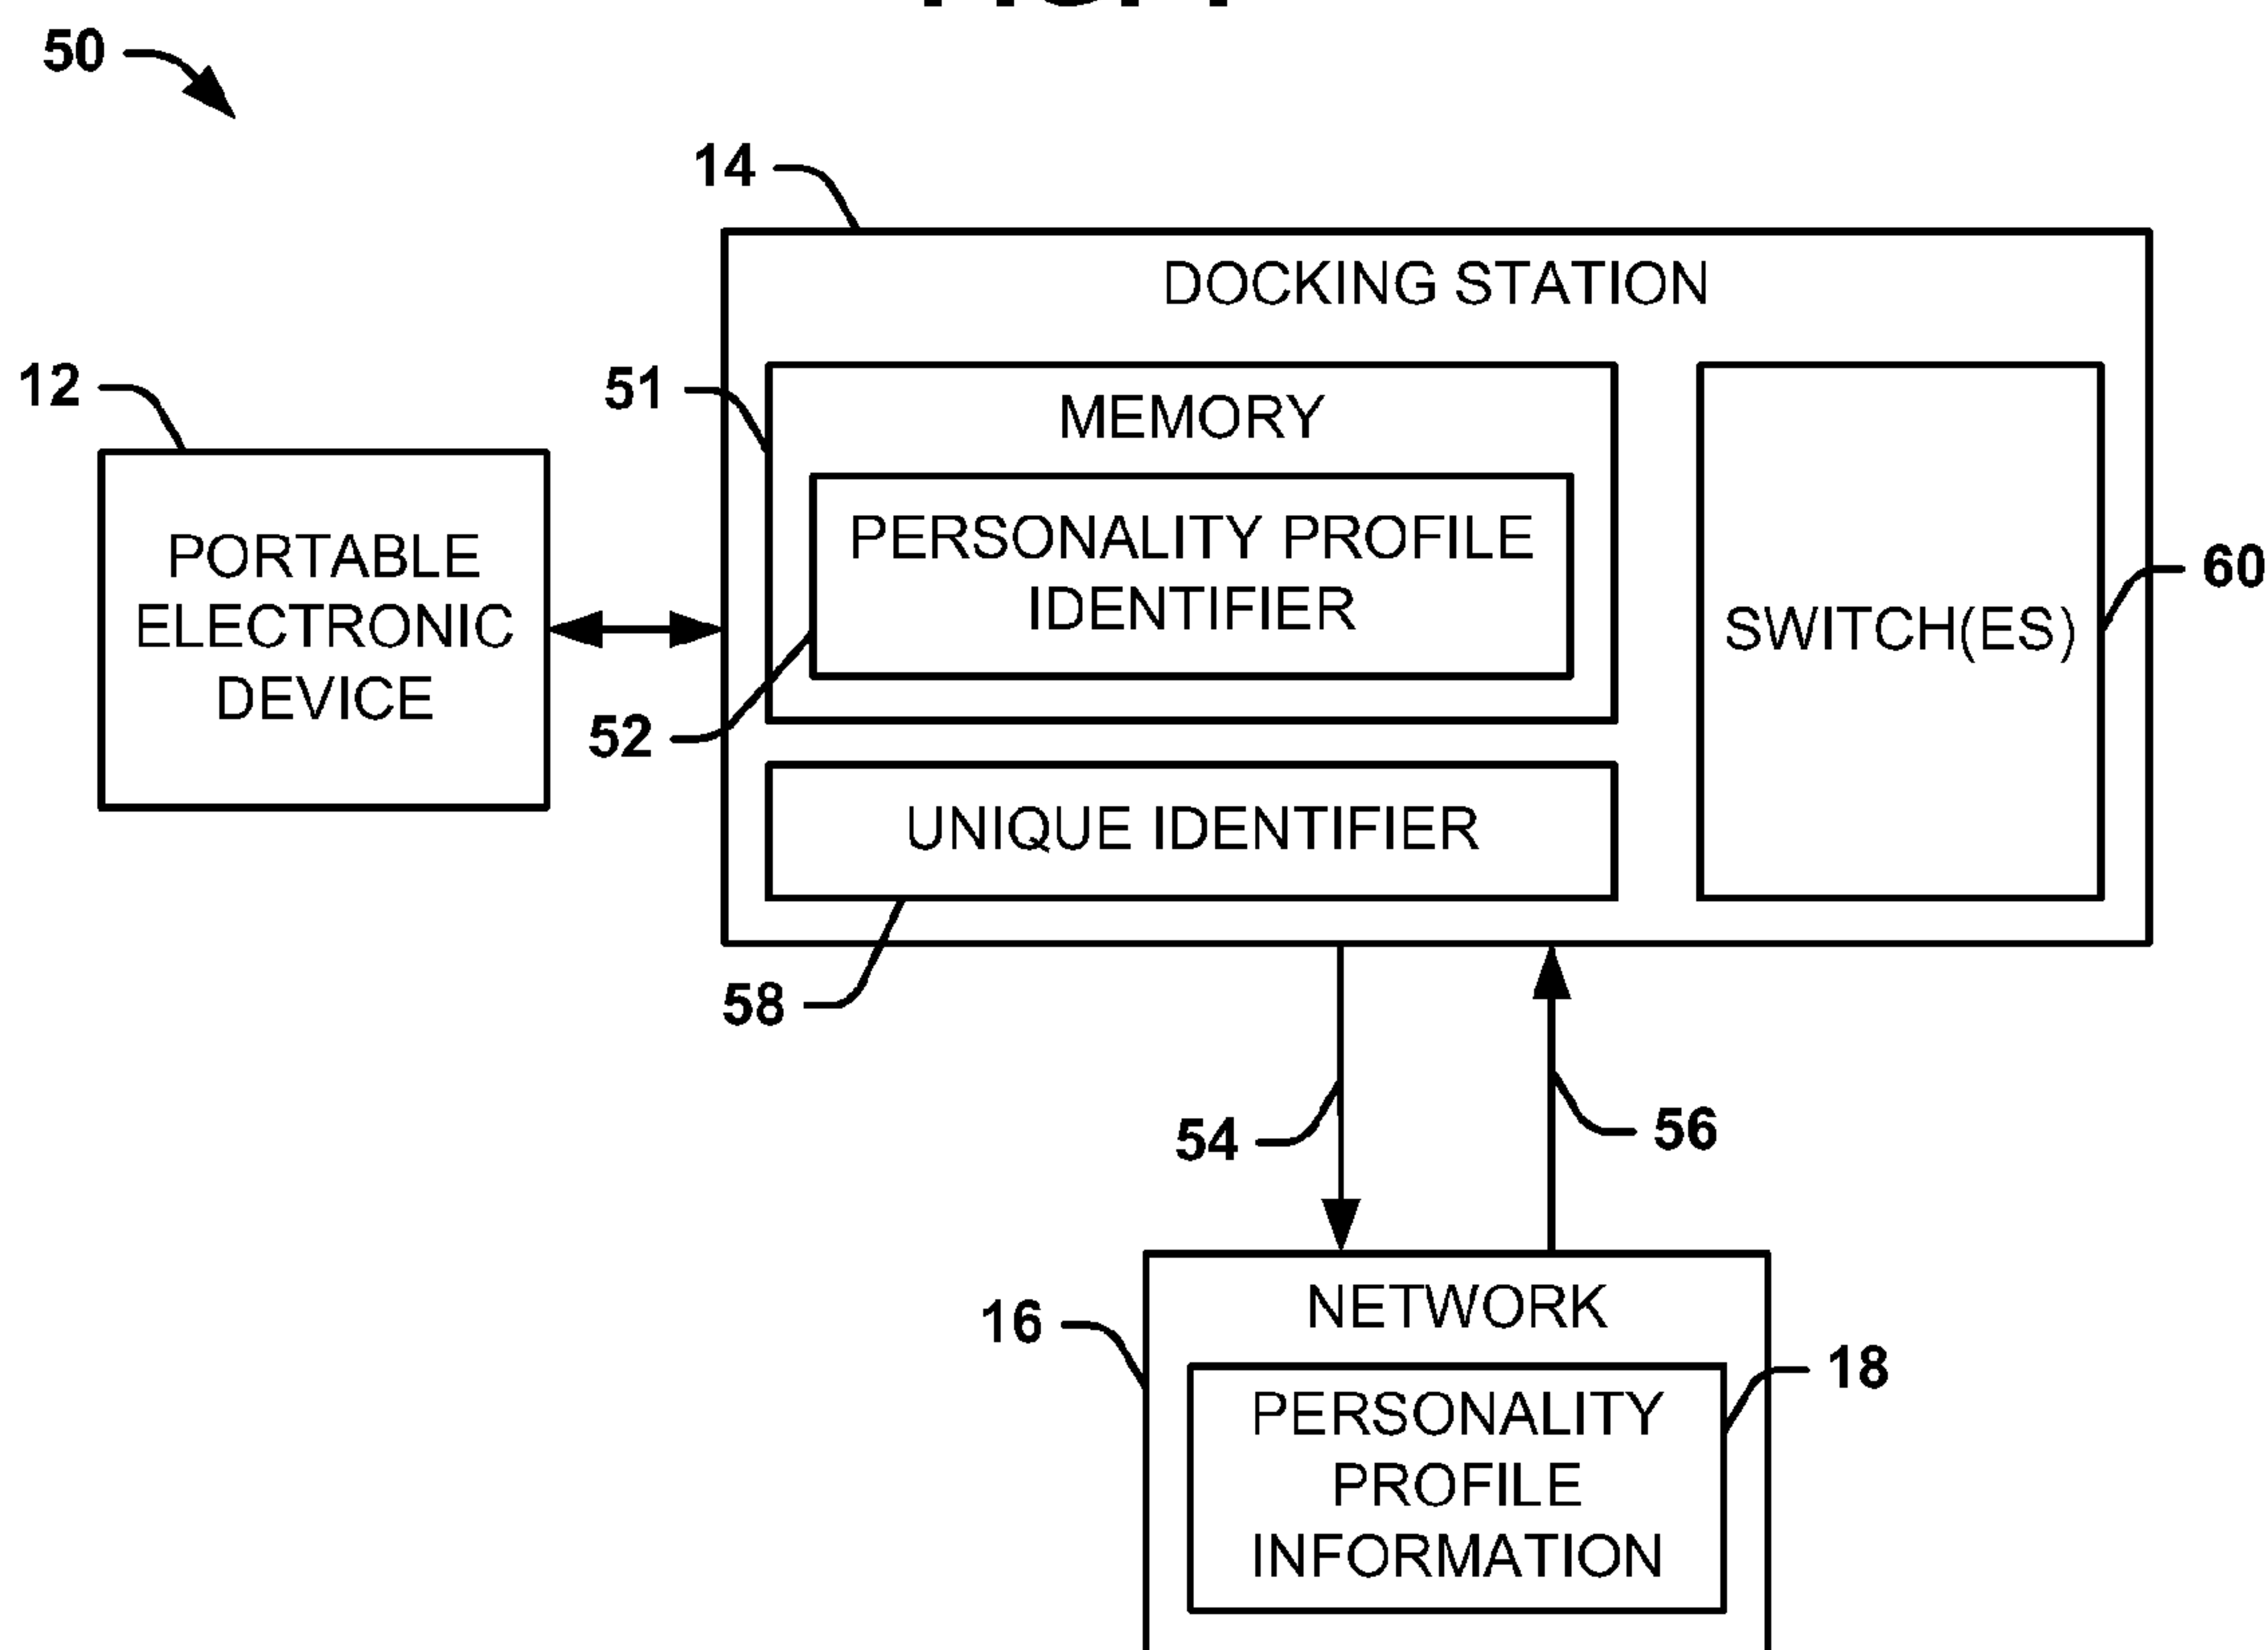 50
14
DOCKING STATION
12
51
MEMORY
PERSONALITY PROFILE
IDENTIFIER
PORTABLE
ELECTRONIC
DEVICE
60
SWITCH(ES)
52
UNIQUE IDENTIFIER
58
54
56
16
NETWORK
18
PERSONALITY
PROFILE
INFORMATION